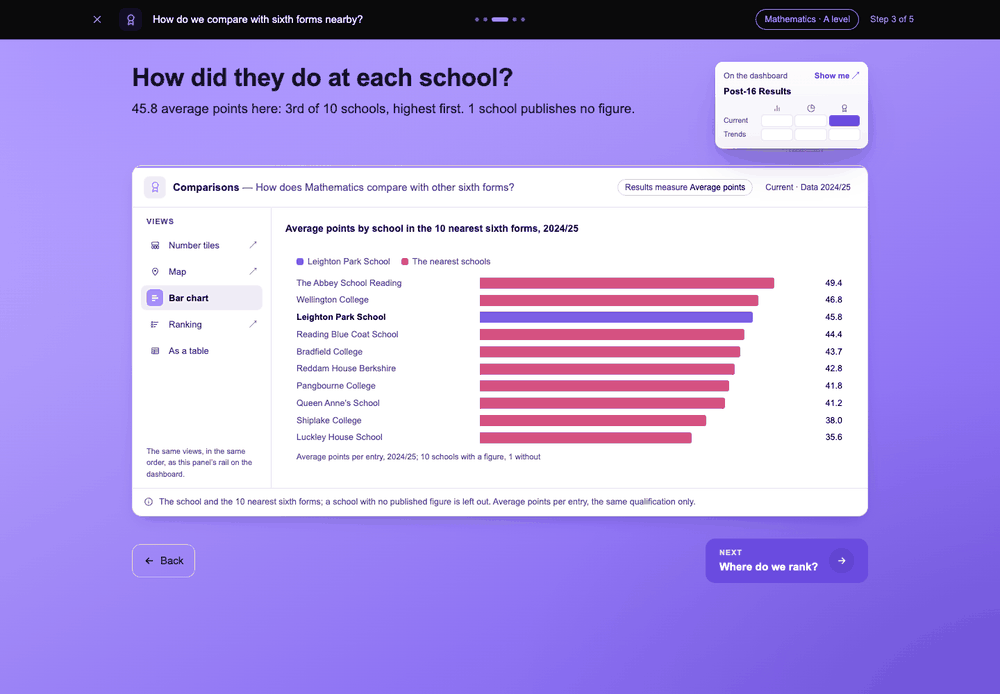 How do we compare with sixth forms nearby?
Mathematics · A level
Step 3 of 5
How did they do at each school?
45.8 average points here: 3rd of 10 schools, highest first. 1 school publishes no figure.
On the dashboard
Show me
Post-16 Results
Current
Trends
Comparisons — How does Mathematics compare with other sixth forms?
Results measure Average points
Current · Data 2024/25
VIEWS
Number tiles
Map
Bar chart
Ranking
As a table
The same views, in the same
order, as this panel's rail on the
dashboard.
Average points by school in the 10 nearest sixth forms, 2024/25
Leighton Park School
The nearest schools
The Abbey School Reading 49.4
Wellington College 46.8
Leighton Park School 45.8
Reading Blue Coat School 44.4
Bradfield College 43.7
Reddam House Berkshire 42.8
Pangbourne College 41.8
Queen Anne's School 41.2
Shiplake College 38.0
Luckley House School 35.6
Average points per entry, 2024/25; 10 schools with a figure, 1 without
The school and the 10 nearest sixth forms; a school with no published figure is left out. Average points per entry, the same qualification only.
Back
NEXT
Where do we rank?